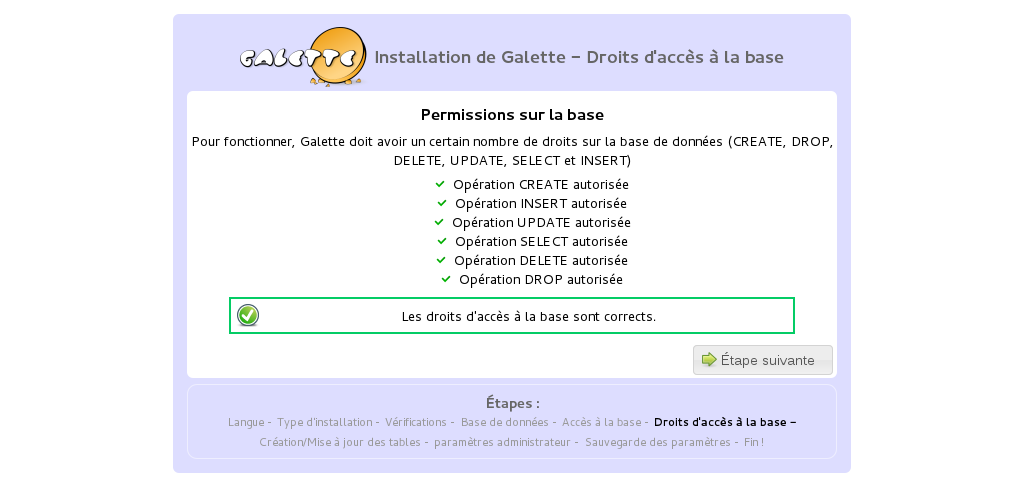 GALETTE
Installation de Galette - Droits d'accès à la base
Permissions sur la base
Pour fonctionner, Galette doit avoir un certain nombre de droits sur la base de données (CREATE, DROP,
DELETE, UPDATE, SELECT et INSERT)
Opération CREATE autorisée
Opération INSERT autorisée
Opération UPDATE autorisée
Opération SELECT autorisée
Opération DELETE autorisée
Opération DROP autorisée
Les droits d'accès à la base sont corrects.
Étape suivante
Étapes :
Langue - Type d'installation - Vérifications - Base de données - Accès à la base - Droits d'accès à la base -
Création/Mise à jour des tables - paramètres administrateur - Sauvegarde des paramètres - Fin !